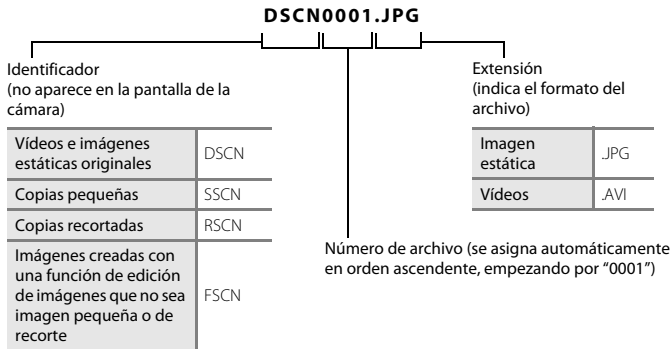 DSCN0001.JPG
Identificador
(no aparece en la pantalla de la
cámara)
Vídeos e imágenes
estáticas originales
DSCN
Copias pequeñas
SSCN
Copias recortadas
RSCN
Imágenes creadas con
una función de edición
de imágenes que no sea
imagen pequeña o de
recorte
FSCN
Extensión
(indica el formato del
archivo)
Imagen
estática
.JPG
Vídeos
.AVI
Número de archivo (se asigna automáticamente
en orden ascendente, empezando por “0001”)